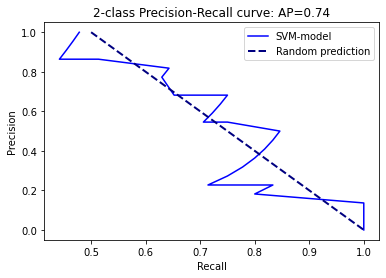 2-class Precision-Recall curve: AP=0.74
SVM-model
Random prediction
Precision
1.0
0.8
0.6
0.4
0.2
0.0
0.5 0.6 0.7 0.8 0.9 1.0
Recall